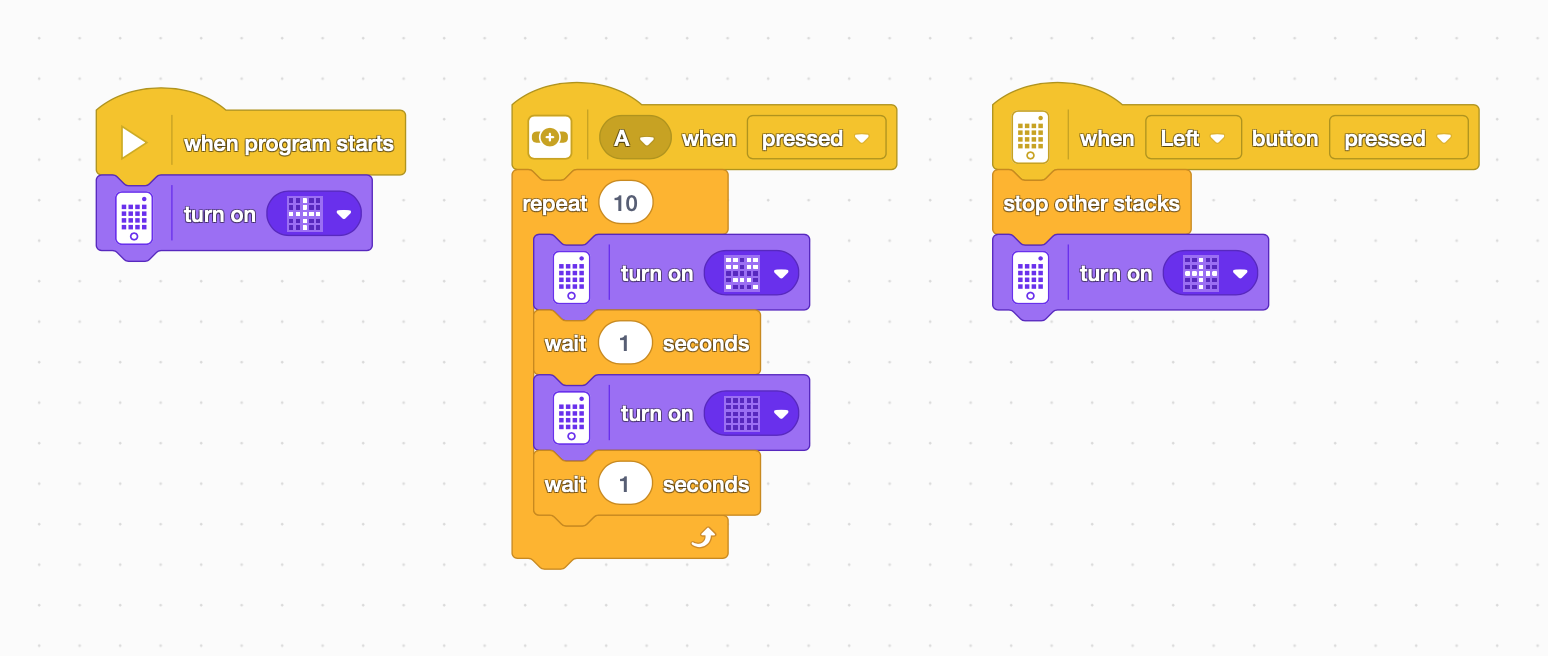 when program starts
turn on
A when pressed
repeat 10
turn on
wait 1 seconds
turn on
wait 1 seconds
when Left button pressed
stop other stacks
turn on